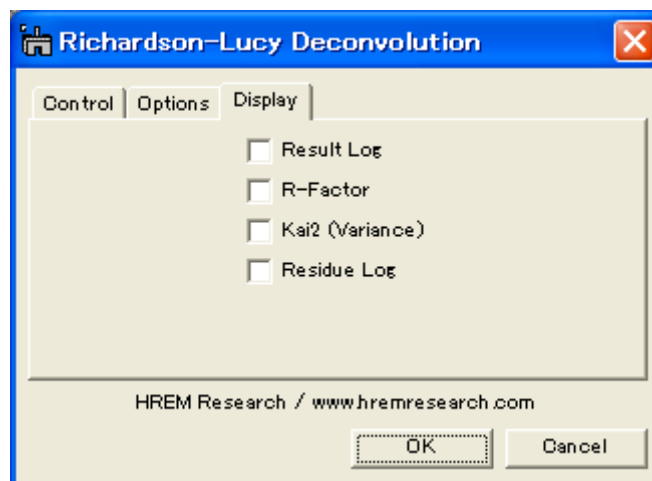 Richardson-Lucy Deconvolution
Control Options Display
Result Log
R-Factor
Kai2 (Variance)
Residue Log
HREM Research / www.hremresearch.com
OK Cancel